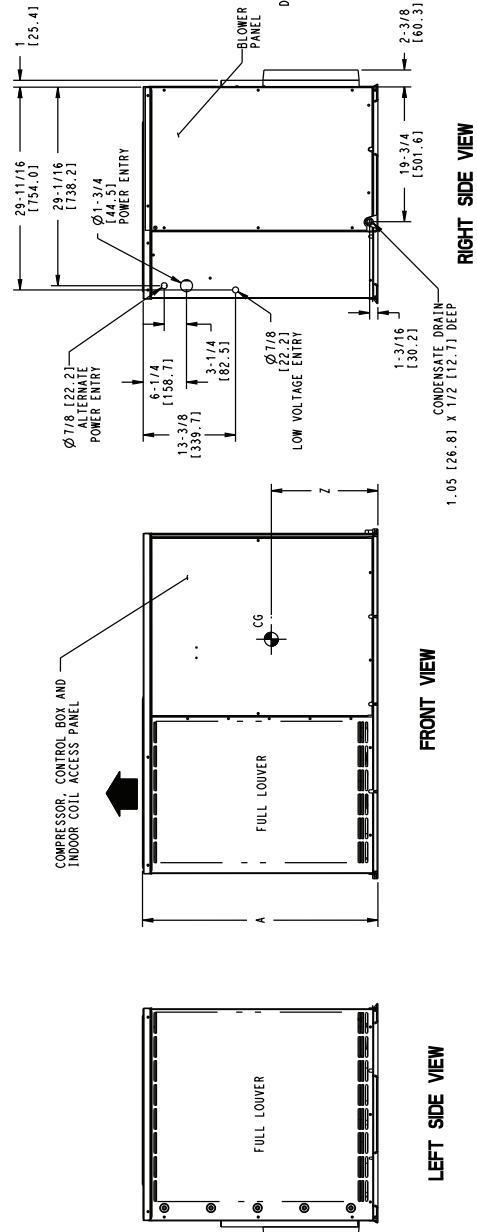 FULL LOUVER
LEFT SIDE VIEW
COMPRESSOR, CONTROL BOX AND
INDOOR COIL ACCESS PANEL
A
FULL LOUVER
CG
Z
FRONT VIEW
1
[25.4]
29-11/16
[754.0]
29-1/16
[738.2]
Ø1-3/4
[44.5]
POWER ENTRY
BLOWER
PANEL
D
Ø7/8 [22.2]
ALTERNATE
POWER ENTRY
6-1/4
[158.7]
3-1/4
[82.5]
13-3/8
[339.7]
Ø7/8
[22.2]
LOW VOLTAGE ENTRY
2-3/8
[60.3]
19-3/4
[501.6]
1-3/16
[30.2]
CONDENSATE DRAIN
1.05 [26.8] X 1/2 [12.7] DEEP
RIGHT SIDE VIEW